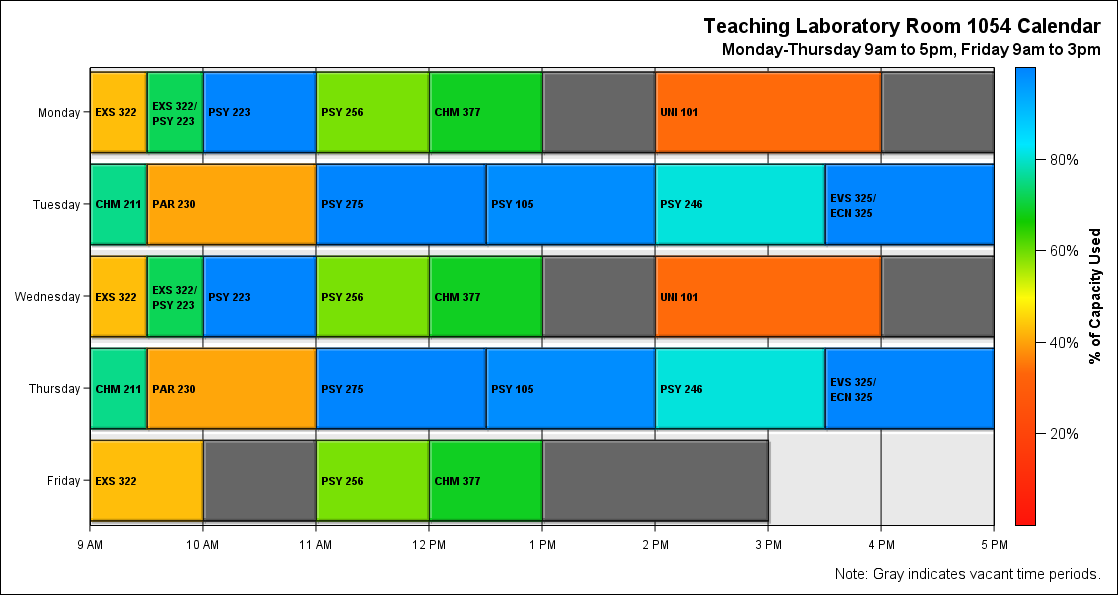 Teaching Laboratory Room 1054 Calendar
Monday-Thursday 9am to 5pm, Friday 9am to 3pm
Monday
EXS 322
EXS 322/
PSY 223
PSY 223
PSY 256
CHM 377
UNI 101
Tuesday
CHM 211
PAR 230
PSY 275
PSY 105
PSY 246
EVS 325/
ECN 325
Wednesday
EXS 322
EXS 322/
PSY 223
PSY 223
PSY 256
CHM 377
UNI 101
Thursday
CHM 211
PAR 230
PSY 275
PSY 105
PSY 246
EVS 325/
ECN 325
Friday
EXS 322
PSY 256
CHM 377
9 AM
10 AM
11 AM
12 PM
1 PM
2 PM
3 PM
4 PM
5 PM
80%
60%
40%
20%
% of Capacity Used
Note: Gray indicates vacant time periods.